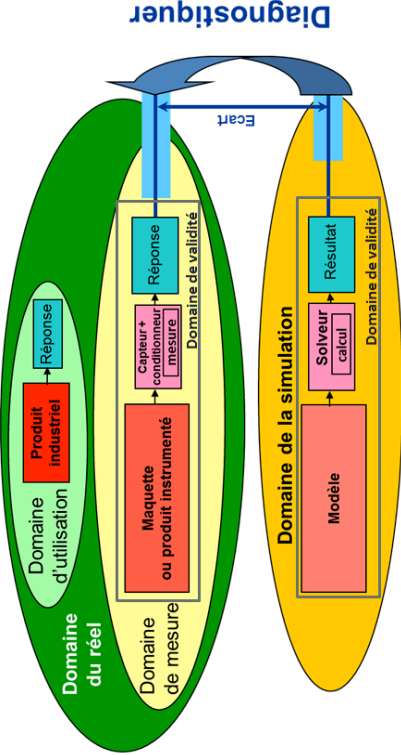 Diagnostiquer
Domaine
du réel
Domaine
d'utilisation
Produit
industriel
Réponse
Domaine
de mesure
Maquette
ou produit instrumenté
Capteur +
conditionneur
mesure
Réponse
Domaine de validité
Ecart
Domaine de la simulation
Modèle
Solveur
calcul
Résultat
Domaine de validité